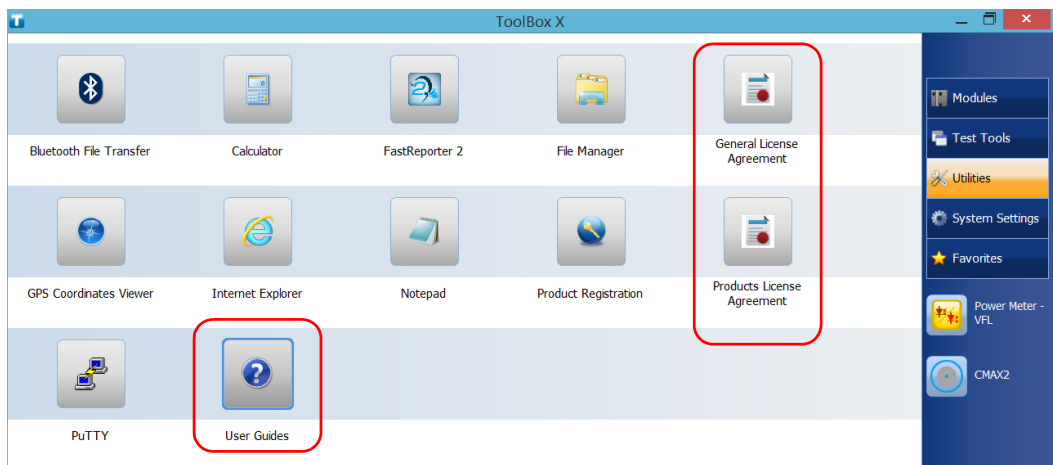 ToolBox X
Bluetooth File Transfer
Calculator
FastReporter 2
File Manager
General License
Agreement
GPS Coordinates Viewer
Internet Explorer
Notepad
Product Registration
Products License
Agreement
PuTTY
User Guides
Modules
Test Tools
Utilities
System Settings
Favorites
Power Meter -
VFL
CMAX2